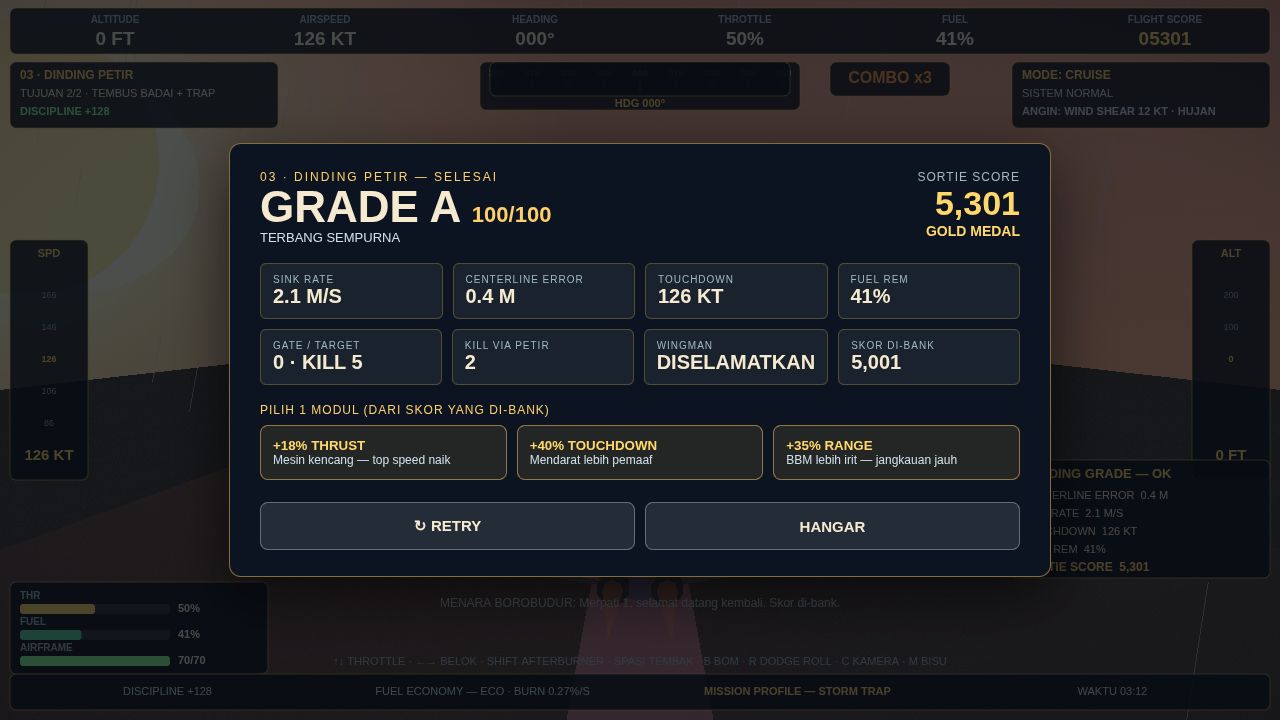 ALTITUDE AIRSPEED HEADING THROTTLE FUEL FLIGHT SCORE
0 FT 126 KT 000° 50% 41% 05301
03 · DINDING PETIR
TUJUAN 2/2 · TEMBUS BADAI + TRAP
DISCIPLINE +128
HDG 000°
COMBO x3
MODE: CRUISE
SISTEM NORMAL
ANGIN: WIND SHEAR 12 KT · HUJAN
03 · DINDING PETIR — SELESAI
GRADE A 100/100
TERBANG SEMPURNA
SORTIE SCORE
5,301
GOLD MEDAL
SINK RATE
2.1 M/S
CENTERLINE ERROR
0.4 M
TOUCHDOWN
126 KT
FUEL REM
41%
GATE / TARGET
0 · KILL 5
KILL VIA PETIR
2
WINGMAN
DISELAMATKAN
SKOR DI-BANK
5,001
PILIH 1 MODUL (DARI SKOR YANG DI-BANK)
+18% THRUST
Mesin kencang — top speed naik
+40% TOUCHDOWN
Mendarat lebih pemaaf
+35% RANGE
BBM lebih irit — jangkauan jauh
↻ RETRY
HANGAR
SPD
166
146
126
106
86
126 KT
ALT
200
100
0
0 FT
DING GRADE — OK
ERLINE ERROR 0.4 M
RATE 2.1 M/S
HDOWN 126 KT
REM 41%
TIE SCORE 5,301
MENARA BOROBUDUR: Merpati 1, selamat datang kembali. Skor di-bank.
THR
50%
FUEL
41%
AIRFRAME
70/70
↑↓ THROTTLE · ←→ BELOK · SHIFT AFTERBURNER · SPASI TEMBAK · B BOM · R DODGE ROLL · C KAMERA · M BISU
DISCIPLINE +128 FUEL ECONOMY — ECO · BURN 0.27%/S MISSION PROFILE — STORM TRAP WAKTU 03:12